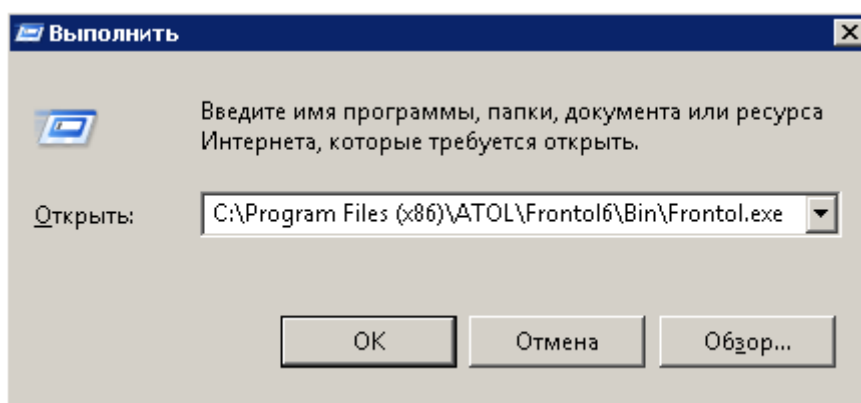 Выполнить
Введите имя программы, папки, документа или ресурса
Интернета, которые требуется открыть.
Открыть:
C:\Program Files (x86)\ATOL\Frontol6\Bin\Frontol.exe
OK
Отмена
Обзор...